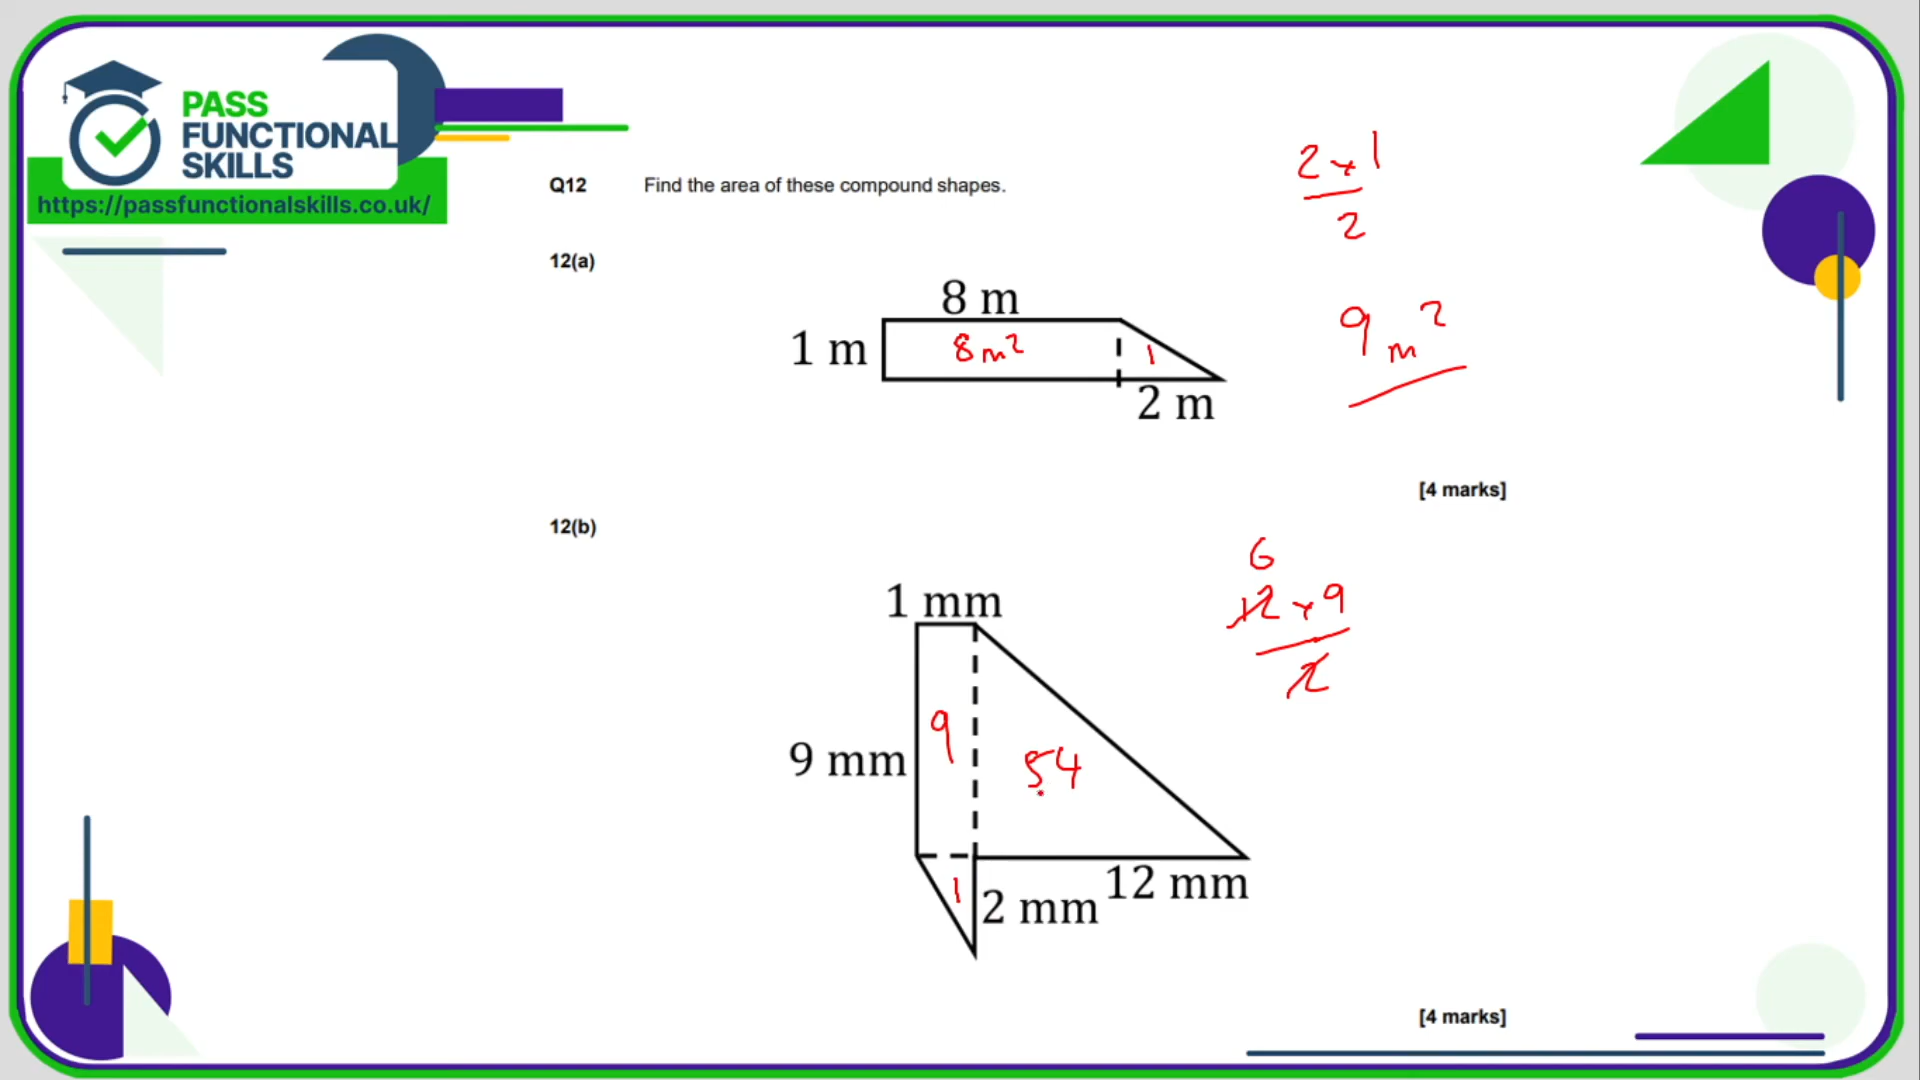 PASS
FUNCTIONAL
SKILLS
https://passfunctionalskills.co.uk/
Q12 Find the area of these compound shapes.
2 × 1
2
12(a)
8 m
1 m
8 m²
1
2 m
9 m²
[4 marks]
12(b)
6
12 × 9
2
1 mm
9 mm
9
54
1
2 mm
12 mm
[4 marks]